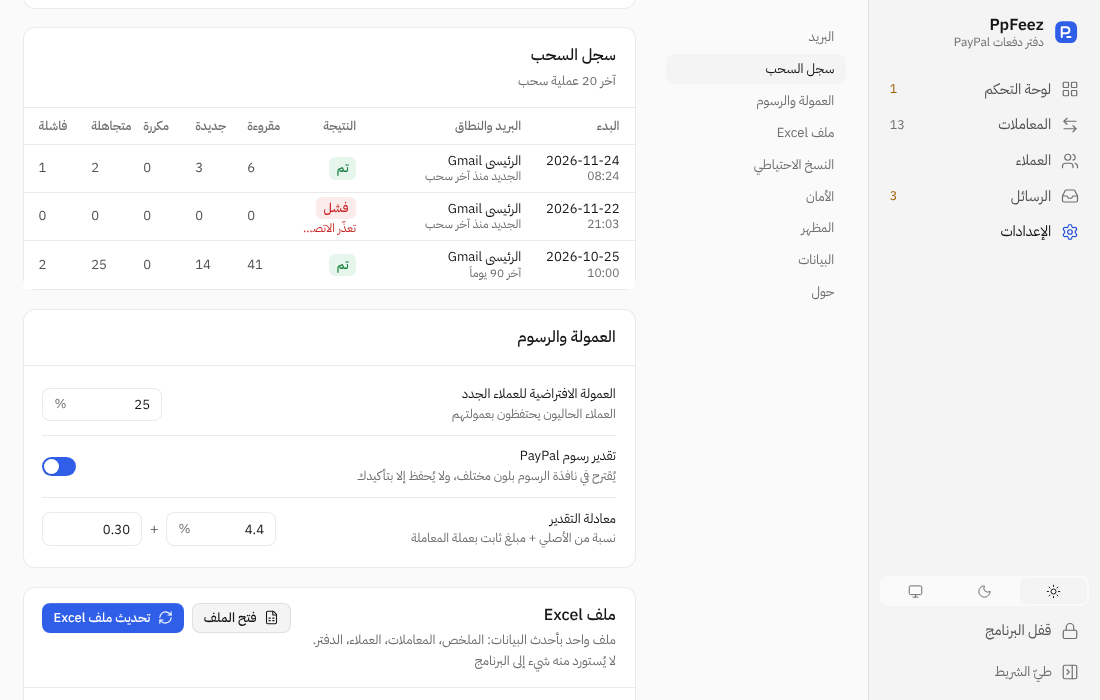 PpFeez
دفتر دفعات PayPal
لوحة التحكم 1
المعاملات 13
العملاء
الرسائل 3
الإعدادات
قفل البرنامج
طيّ الشريط
البريد
سجل السحب
العمولة والرسوم
ملف Excel
النسخ الاحتياطي
الأمان
المظهر
البيانات
حول
سجل السحب
آخر 20 عملية سحب
البدء البريد والنطاق النتيجة مقروءة جديدة مكررة متجاهلة فاشلة
2026-11-24 الرئيسي Gmail تم 6 3 0 2 1
08:24 الجديد منذ آخر سحب
2026-11-22 الرئيسي Gmail فشل 0 0 0 0 0
21:03 الجديد منذ آخر سحب تعذّر الاتصـ...
2026-10-25 الرئيسي Gmail تم 41 14 0 25 2
10:00 آخر 90 يوماً
العمولة والرسوم
العمولة الافتراضية للعملاء الجدد 25 %
العملاء الحاليون يحتفظون بعمولتهم
تقدير رسوم PayPal
يُقترح في نافذة الرسوم بلون مختلف، ولا يُحفظ إلا بتأكيدك
معادلة التقدير 4.4 % + 0.30
نسبة من الأصلي + مبلغ ثابت بعملة المعاملة
ملف Excel فتح الملف تحديث ملف Excel
ملف واحد بأحدث البيانات: الملخص، المعاملات، العملاء، الدفتر.
لا يُستورد منه شيء إلى البرنامج